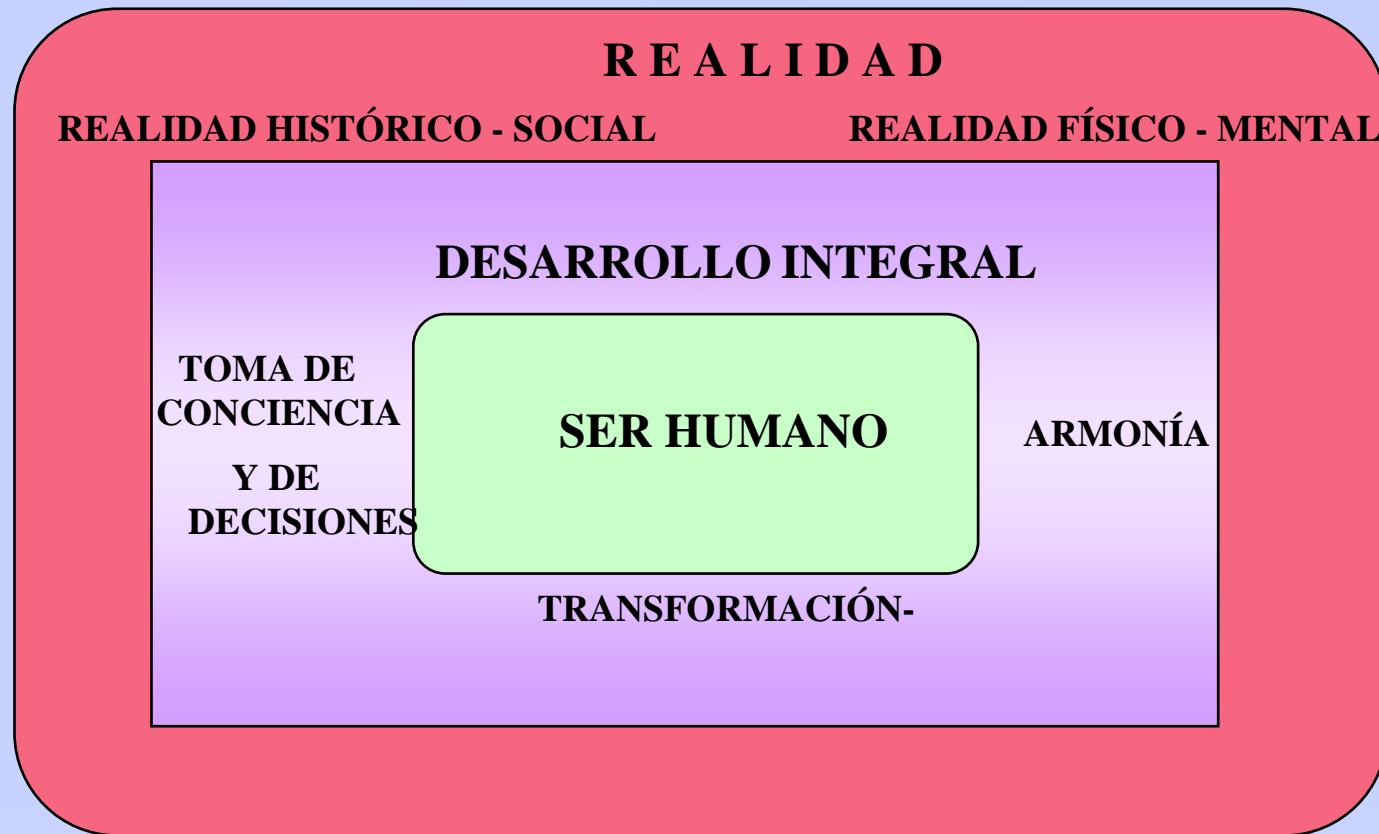 R E A L I D A D
REALIDAD HISTÓRICO - SOCIAL
REALIDAD FÍSICO - MENTAL
DESARROLLO INTEGRAL
TOMA DE
CONCIENCIA
Y DE
DECISIONES
SER HUMANO
ARMONÍA
TRANSFORMACIÓN-